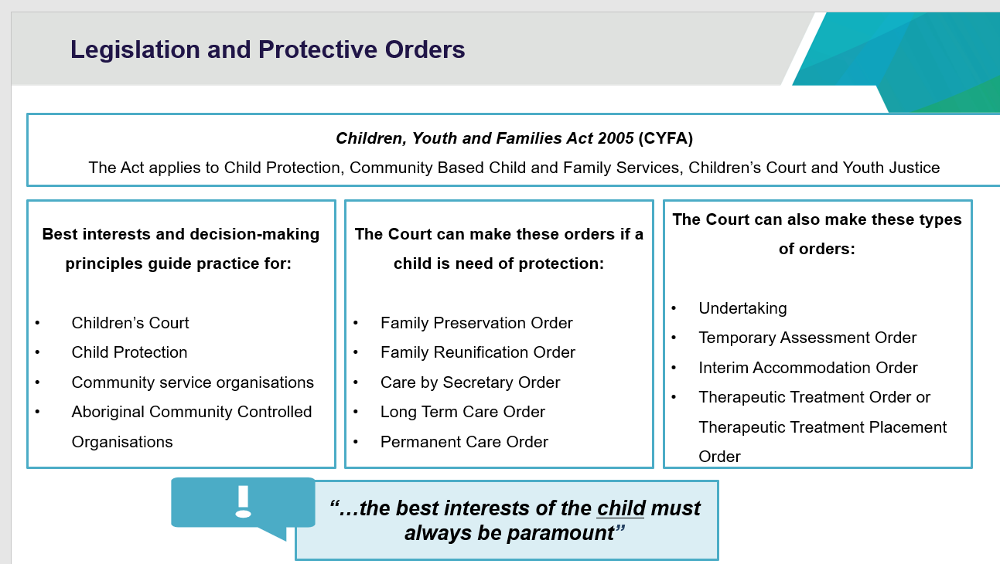 Legislation and Protective Orders
Children, Youth and Families Act 2005 (CYFA)
The Act applies to Child Protection, Community Based Child and Family Services, Children’s Court and Youth Justice
Best interests and decision-making
principles guide practice for:
• Children’s Court
• Child Protection
• Community service organisations
• Aboriginal Community Controlled
Organisations
The Court can make these orders if a
child is need of protection:
• Family Preservation Order
• Family Reunification Order
• Care by Secretary Order
• Long Term Care Order
• Permanent Care Order
The Court can also make these types
of orders:
• Undertaking
• Temporary Assessment Order
• Interim Accommodation Order
• Therapeutic Treatment Order or
Therapeutic Treatment Placement
Order
!
“…the best interests of the child must
always be paramount”